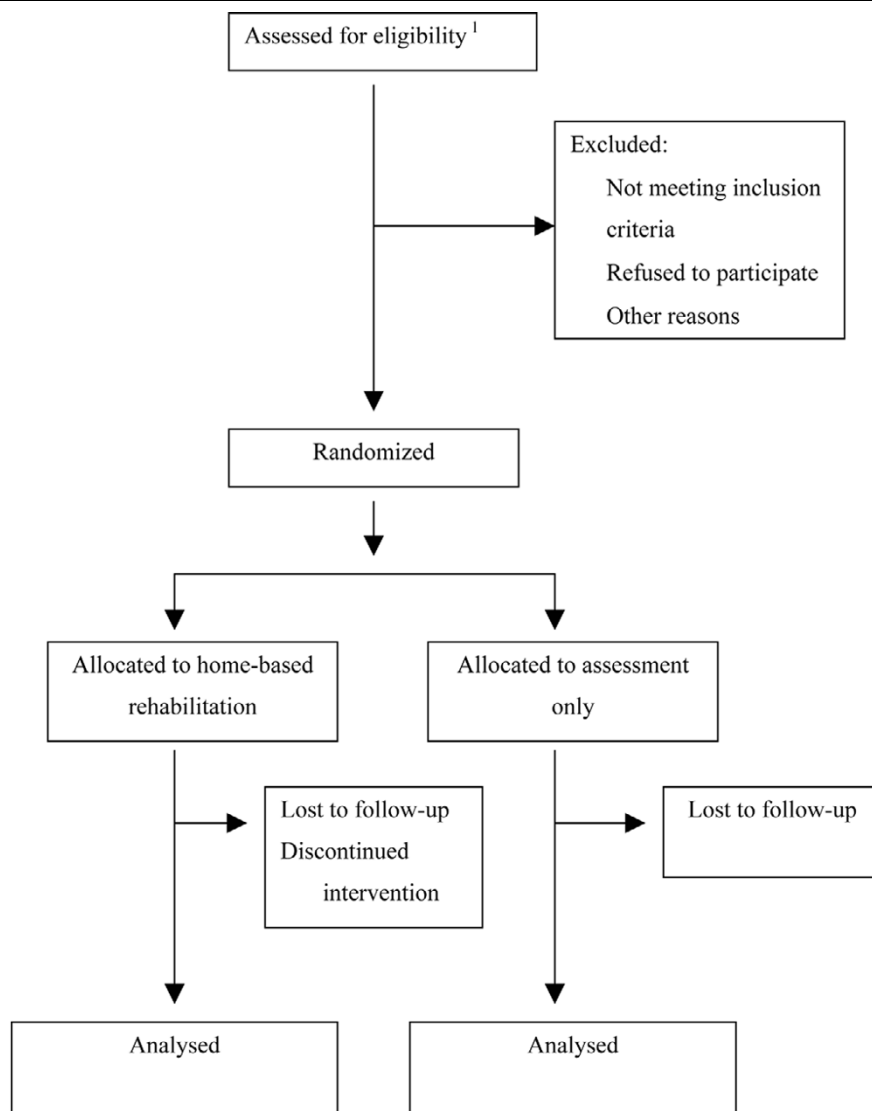 Assessed for eligibility 1
Excluded:
Not meeting inclusion
criteria
Refused to participate
Other reasons
Randomized
Allocated to home-based
rehabilitation
Allocated to assessment
only
Lost to follow-up
Discontinued
intervention
Lost to follow-up
Analysed
Analysed